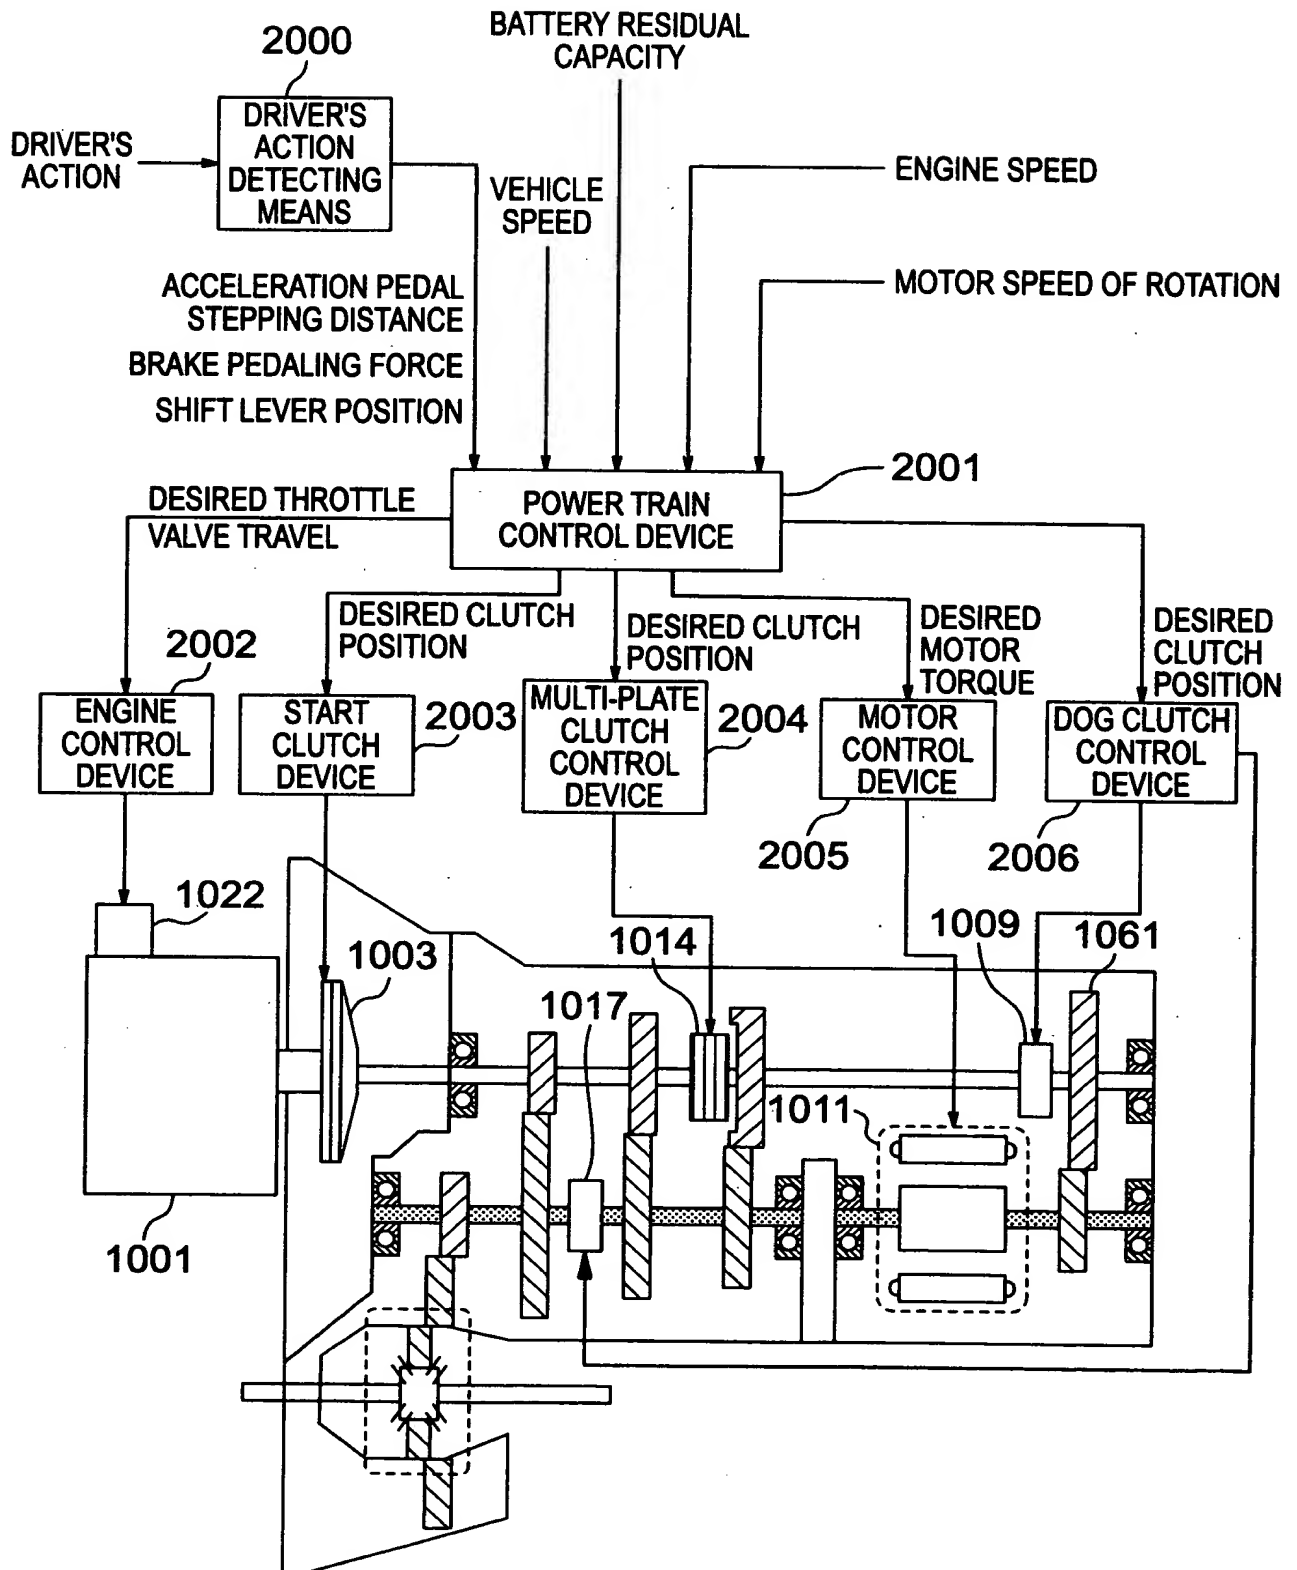 BATTERY RESIDUAL
CAPACITY
2000
DRIVER'S
ACTION
DRIVER'S
ACTION
DETECTING
MEANS
VEHICLE
SPEED
ENGINE SPEED
MOTOR SPEED OF ROTATION
ACCELERATION PEDAL
STEPPING DISTANCE
BRAKE PEDALING FORCE
SHIFT LEVER POSITION
2001
POWER TRAIN
CONTROL DEVICE
DESIRED THROTTLE
VALVE TRAVEL
DESIRED CLUTCH
POSITION
DESIRED CLUTCH
POSITION
DESIRED
MOTOR
TORQUE
DESIRED
CLUTCH
POSITION
2002
ENGINE
CONTROL
DEVICE
START
CLUTCH
DEVICE
2003
MULTI-PLATE
CLUTCH
CONTROL
DEVICE
2004
MOTOR
CONTROL
DEVICE
2005
DOG CLUTCH
CONTROL
DEVICE
2006
1022
1003
1014
1009
1061
1017
1011
1001